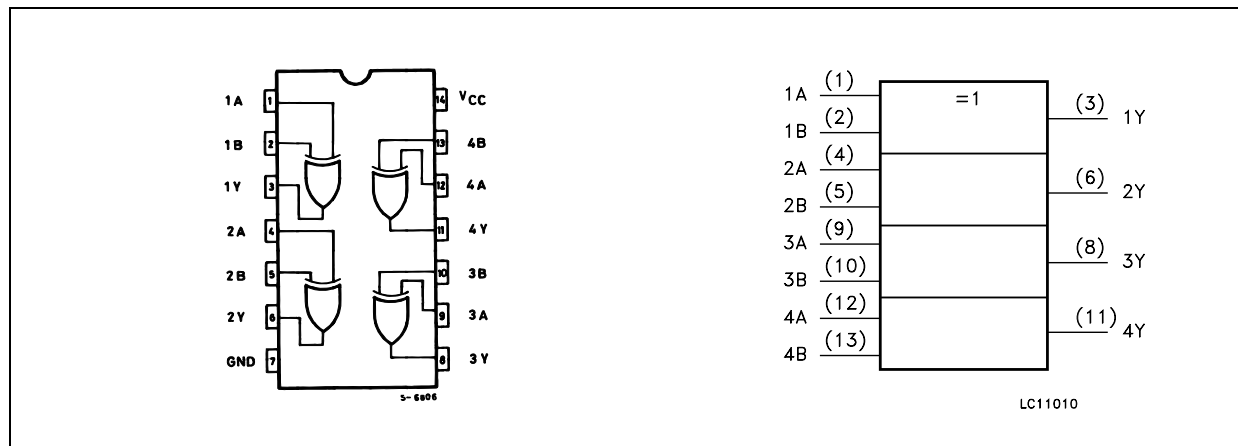 1A 1 14 VCC
1B 2 13 4B
1Y 3 12 4A
2A 4 11 4Y
2B 5 10 3B
2Y 6 9 3A
GND 7 8 3Y
S-6806
=1
1A (1)
1B (2)
(3) 1Y
2A (4)
2B (5)
(6) 2Y
3A (9)
3B (10)
(8) 3Y
4A (12)
4B (13)
(11) 4Y
LC11010